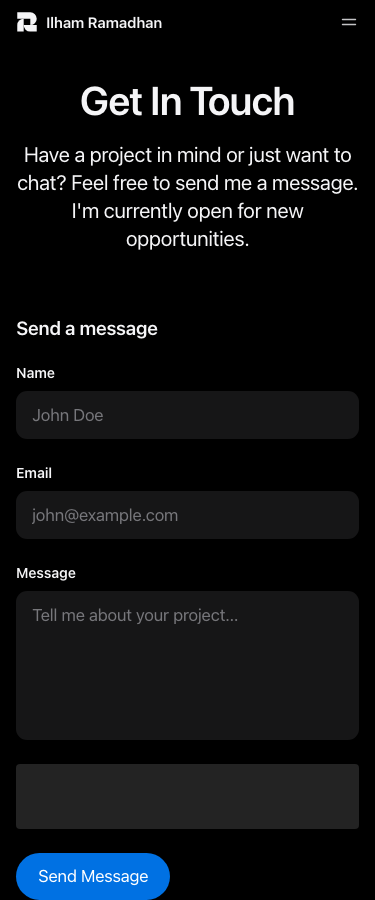 Ilham Ramadhan
Get In Touch
Have a project in mind or just want to
chat? Feel free to send me a message.
I'm currently open for new
opportunities.
Send a message
Name
John Doe
Email
john@example.com
Message
Tell me about your project...
Send Message